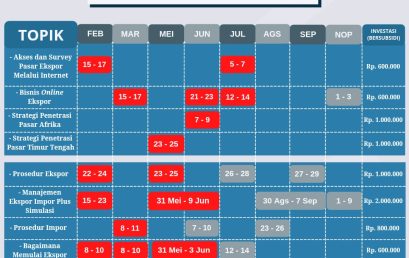 TOPIK FEB MAR MEI JUN JUL AGS SEP NOP INVESTASI
(BERSUBSIDI)
- Akses dan Survey
Pasar Ekspor
Melalui Internet
15 - 17 5 - 7 Rp. 600.000
- Bisnis Online
Ekspor
15 - 17 21 - 23 12 - 14 1 - 3 Rp. 600.000
- Strategi Penetrasi
Pasar Afrika
7 - 9 Rp. 1.000.000
- Strategi Penetrasi
Pasar Timur Tengah
23 - 25 Rp. 1.000.000
- Prosedur Ekspor 22 - 24 23 - 25 26 - 28 27 - 29 Rp. 1.000.000
- Manajemen
Ekspor Impor Plus
Simulasi
15 - 23 31 Mei - 9 Jun 30 Ags - 7 Sep 1 - 9 Rp. 2.000.000
- Prosedur Impor 8 - 11 7 - 10 23 - 26 Rp. 800.000
- Bagaimana
Memulai Ekspor
8 - 10 8 - 10 31 Mei - 3 Jun 12 - 14 Rp. 600.000